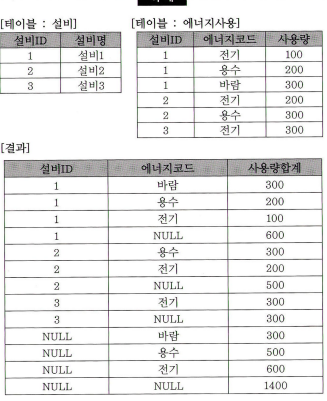 [테이블 : 설비]
설비ID 설비명
1 설비1
2 설비2
3 설비3
[테이블 : 에너지사용]
설비ID 에너지코드 사용량
1 전기 100
1 용수 200
1 바람 300
2 전기 200
2 용수 300
3 전기 300
[결과]
설비ID 에너지코드 사용량합계
1 바람 300
1 용수 200
1 전기 100
1 NULL 600
2 용수 300
2 전기 200
2 NULL 500
3 전기 300
3 NULL 300
NULL 바람 300
NULL 용수 500
NULL 전기 600
NULL NULL 1400